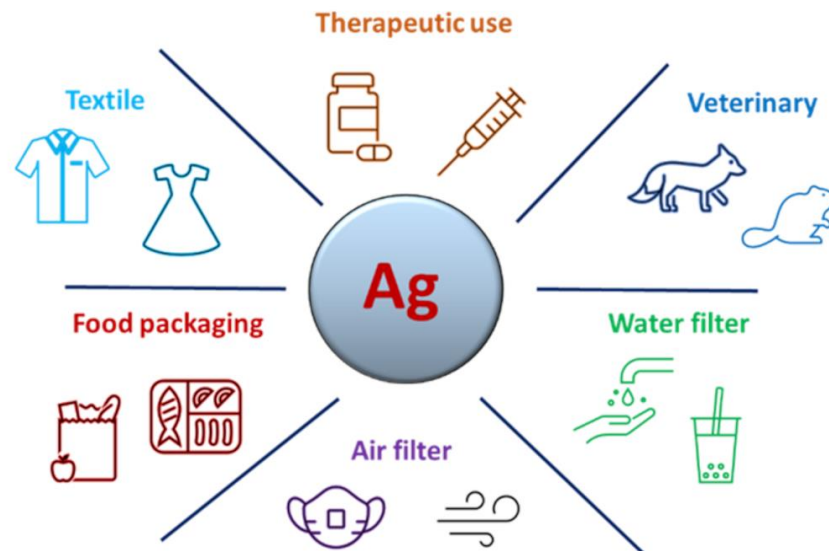 Therapeutic use
Textile
Veterinary
Ag
Food packaging
Water filter
Air filter